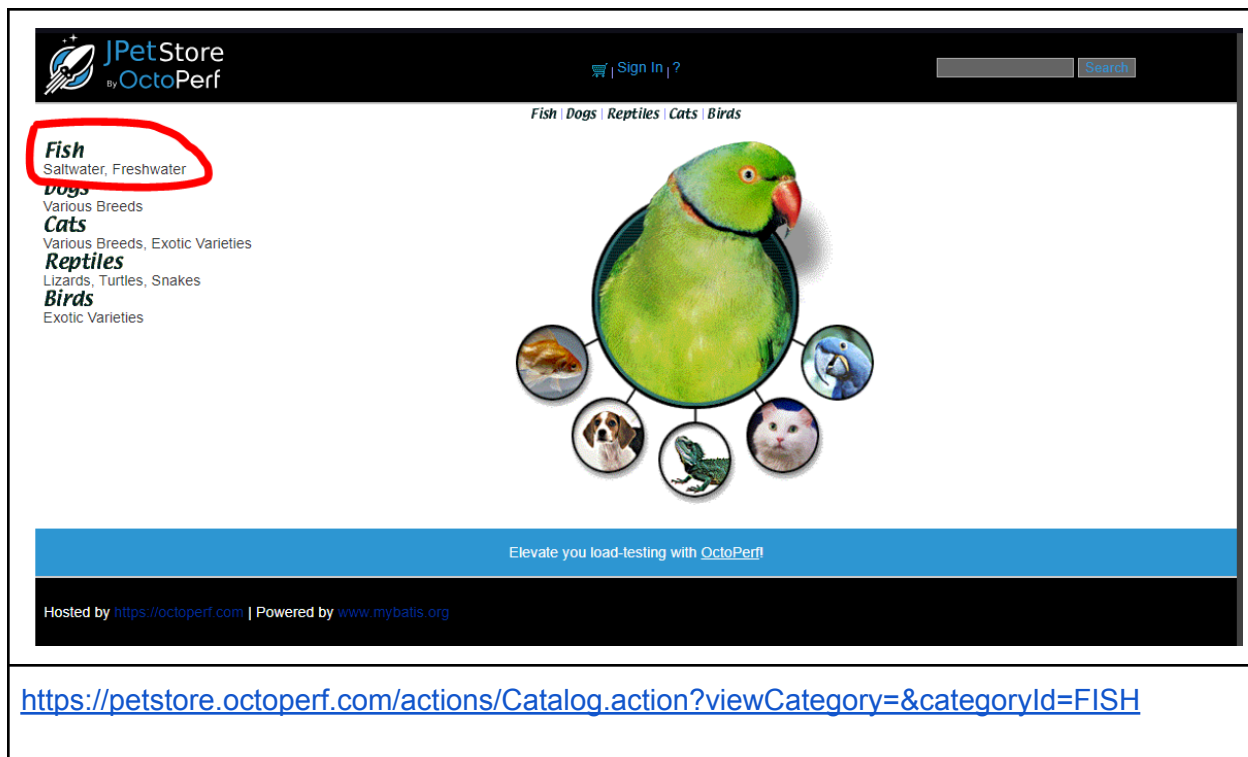 JPetStore
By OctoPerf
| Sign In | ?
Search
Fish | Dogs | Reptiles | Cats | Birds
Fish
Saltwater, Freshwater
Dogs
Various Breeds
Cats
Various Breeds, Exotic Varieties
Reptiles
Lizards, Turtles, Snakes
Birds
Exotic Varieties
Elevate you load-testing with OctoPerf!
Hosted by https://octoperf.com | Powered by www.mybatis.org
https://petstore.octoperf.com/actions/Catalog.action?viewCategory=&categoryId=FISH